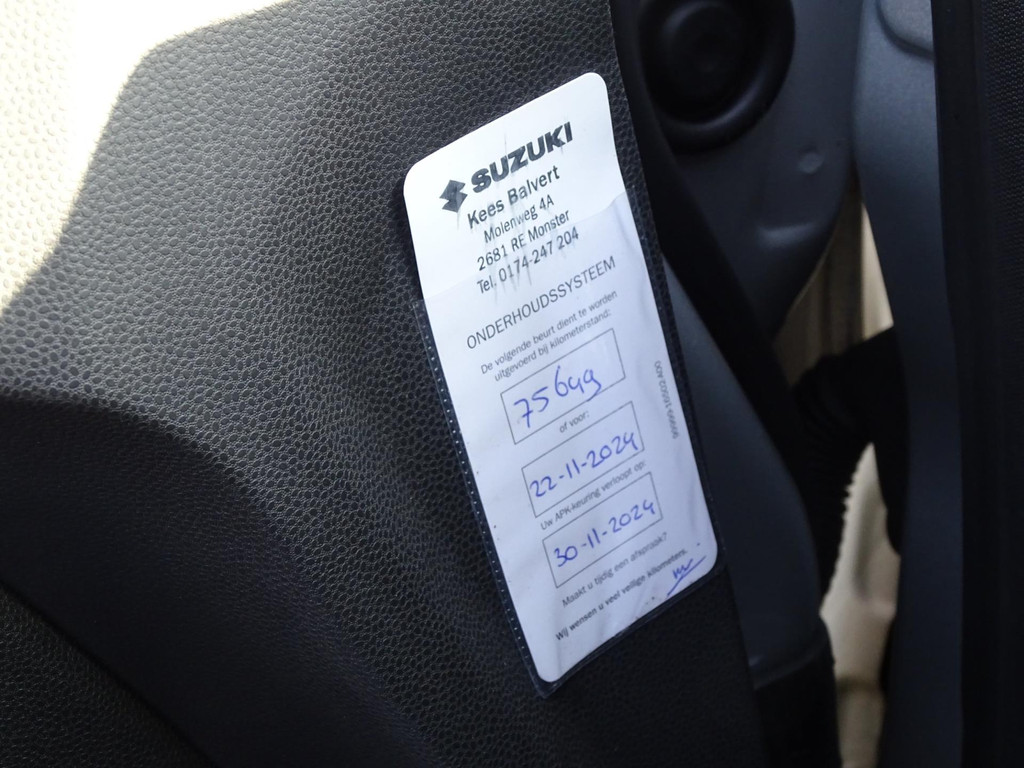 SUZUKI
Kees Balvert
Molenweg 4A
2681 RE Monster
Tel. 0174-247 204
ONDERHOUDSSYSTEEM
De volgende beurt dient te worden
uitgevoerd bij kilometerstand:
75649
of voor:
22-11-2024
Uw APK-keuring verloopt op:
30-11-2024
Maakt u tijdig een afspraak?
Wij wensen u veel veilige kilometers.